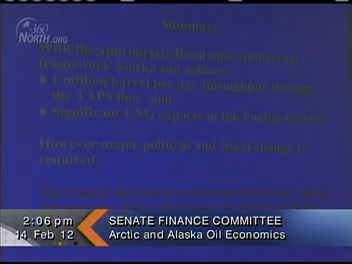 360
NORTH.ORG
Summary
With the appropriate fiscal and
framework Alaska can achieve
• 1 million barrel per day throughput through
the TAPS line, and
• Significant LNG exports to the Pacific market
However major political and fiscal change is
required.
2:06 pm
SENATE FINANCE COMMITTEE
14 Feb 12
Arctic and Alaska Oil Economics